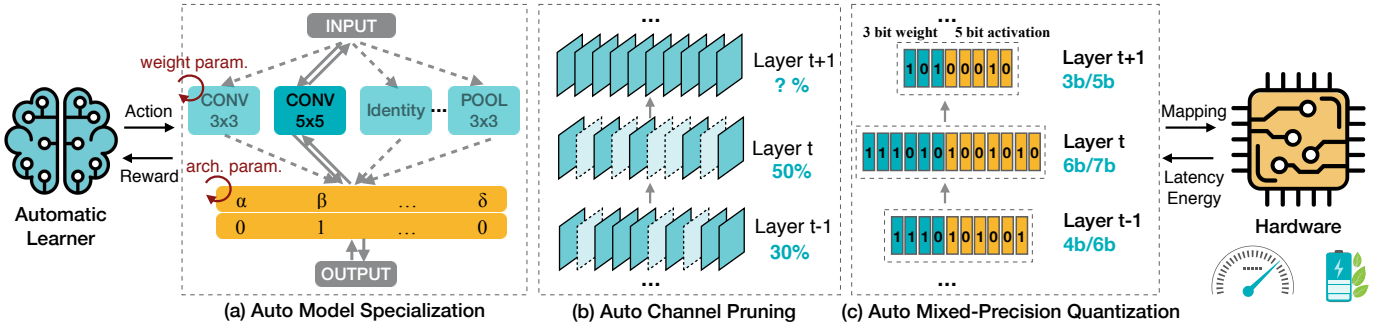 Automatic
Learner
Action
Reward
INPUT
weight param.
CONV
3x3
CONV
5x5
Identity
...
POOL
3x3
arch. param.
α β … δ
0 1 … 0
OUTPUT
(a) Auto Model Specialization
...
Layer t+1
? %
Layer t
50%
Layer t-1
30%
...
(b) Auto Channel Pruning
...
3 bit weight 5 bit activation
1 0 1 0 0 0 1 0
Layer t+1
3b/5b
1 1 1 0 1 0 1 0 0 1 0 1 0
Layer t
6b/7b
1 1 1 0 1 0 1 0 0 1
Layer t-1
4b/6b
...
(c) Auto Mixed-Precision Quantization
Mapping
Latency
Energy
Hardware